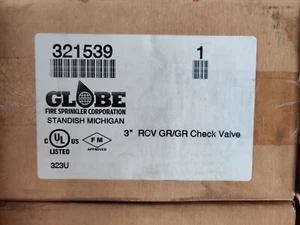 321539
1
GLOBE
FIRE SPRINKLER CORPORATION
STANDISH MICHIGAN
3" RCV GR/GR Check Valve
C UL US
LISTED
FM
APPROVED
323U